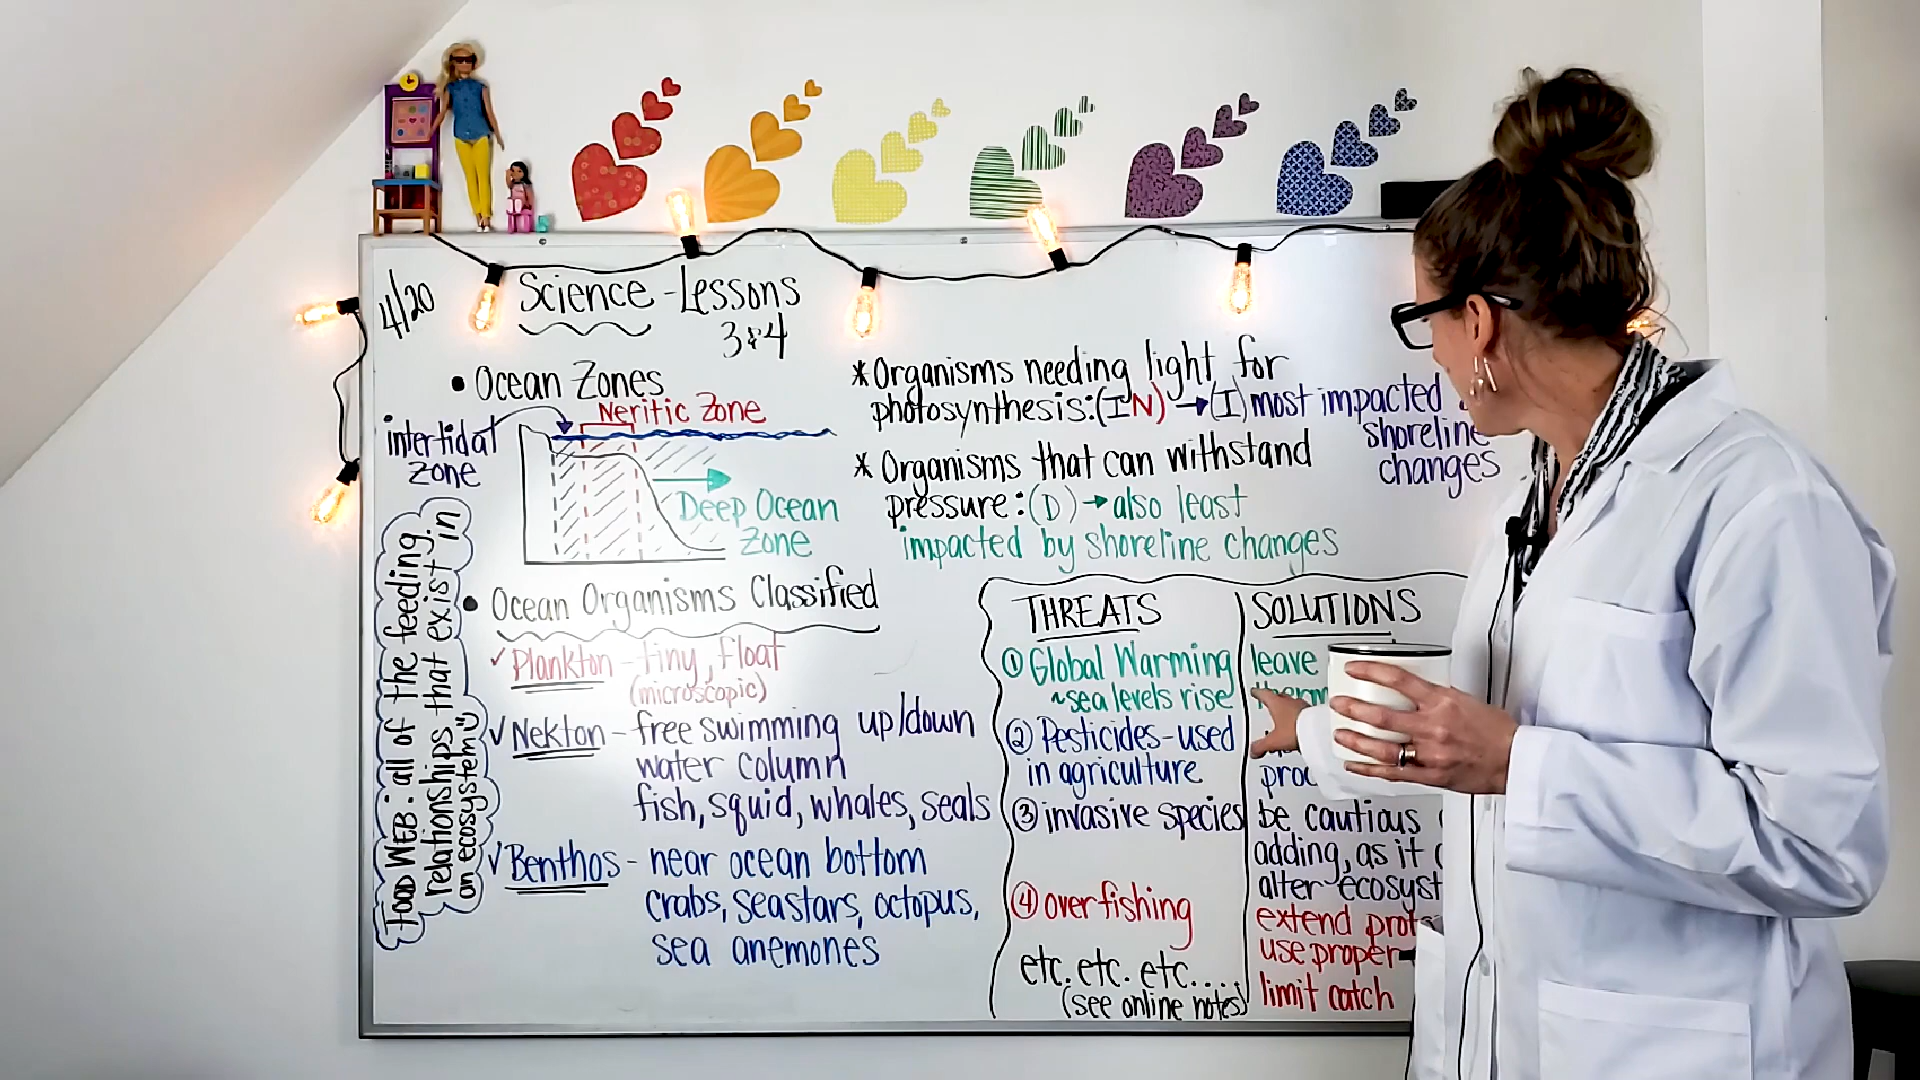 4/20
Science - Lessons
3 & 4
• Ocean Zones
Neritic Zone
intertidal
zone
Deep Ocean
Zone
* Organisms needing light for
photosynthesis: (IN) → (I) most impacted
shoreline
changes
* Organisms that can withstand
pressure: (D) → also least
impacted by shoreline changes
FOOD WEB: all of the feeding
relationships that exist in
an ecosystem
• Ocean Organisms Classified
✓ Plankton - tiny, float
(microscopic)
✓ Nekton - free swimming up/down
water column
fish, squid, whales, seals
✓ Benthos - near ocean bottom
crabs, seastars, octopus,
sea anemones
THREATS
① Global Warming
~sea levels rise
② Pesticides - used
in agriculture
③ invasive species
④ overfishing
etc. etc. etc....
(see online notes)
SOLUTIONS
leave
be cautious
adding, as it
alter
extend
use proper
limit catch